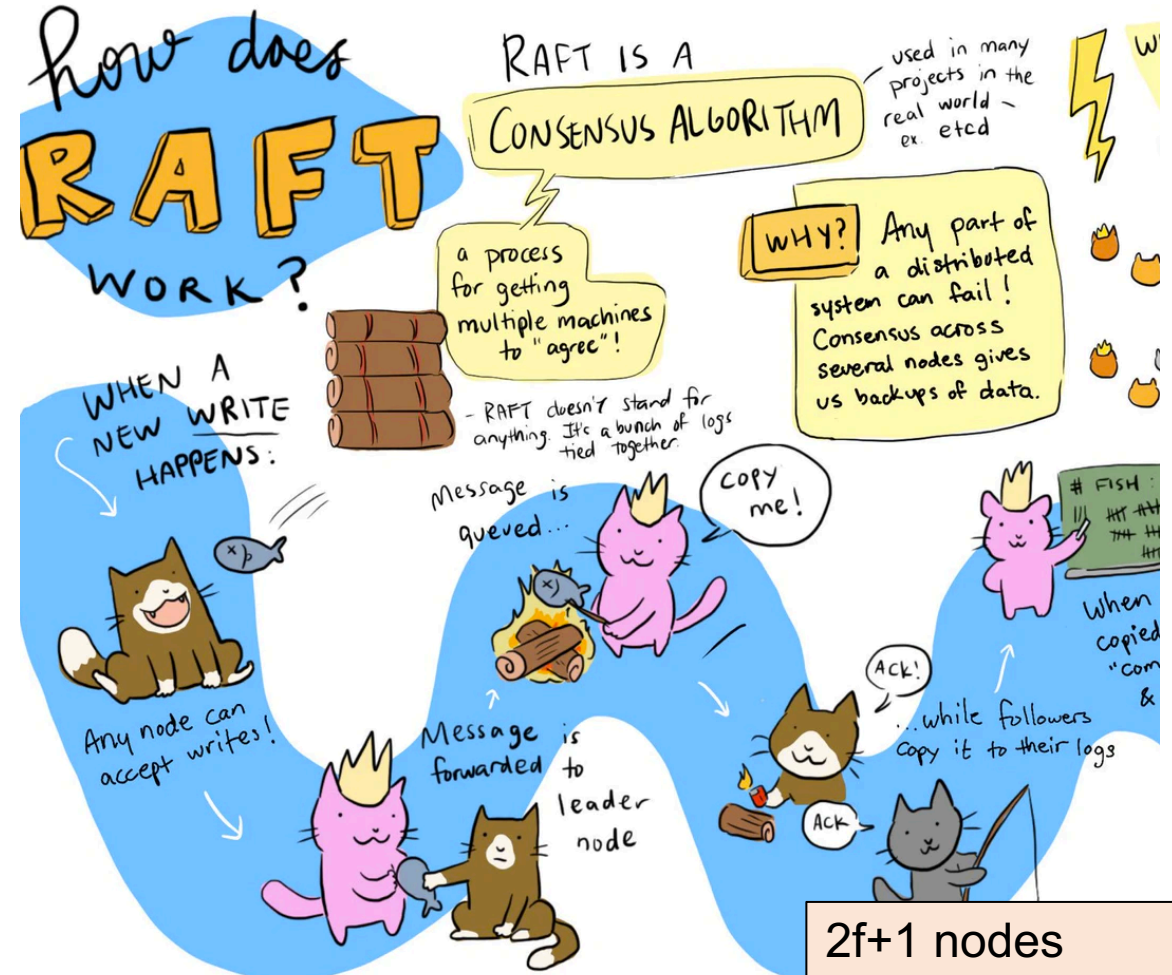 how does
RAFT
WORK?
RAFT IS A
CONSENSUS ALGORITHM
used in many
projects in the
real world -
ex. etcd
a process
for getting
multiple machines
to "agree"!
WHY?
Any part of
a distributed
system can fail!
Consensus across
several nodes gives
us backups of data.
- RAFT doesn't stand for
anything. It's a bunch of logs
tied together.
WHEN A
NEW WRITE
HAPPENS:
Any node can
accept writes!
Message is
forwarded to
leader
node
Message is
queued...
COPY
me!
ACK!
ACK
...while followers
copy it to their logs
# FISH:
When
copied
"com
&
2f+1 nodes